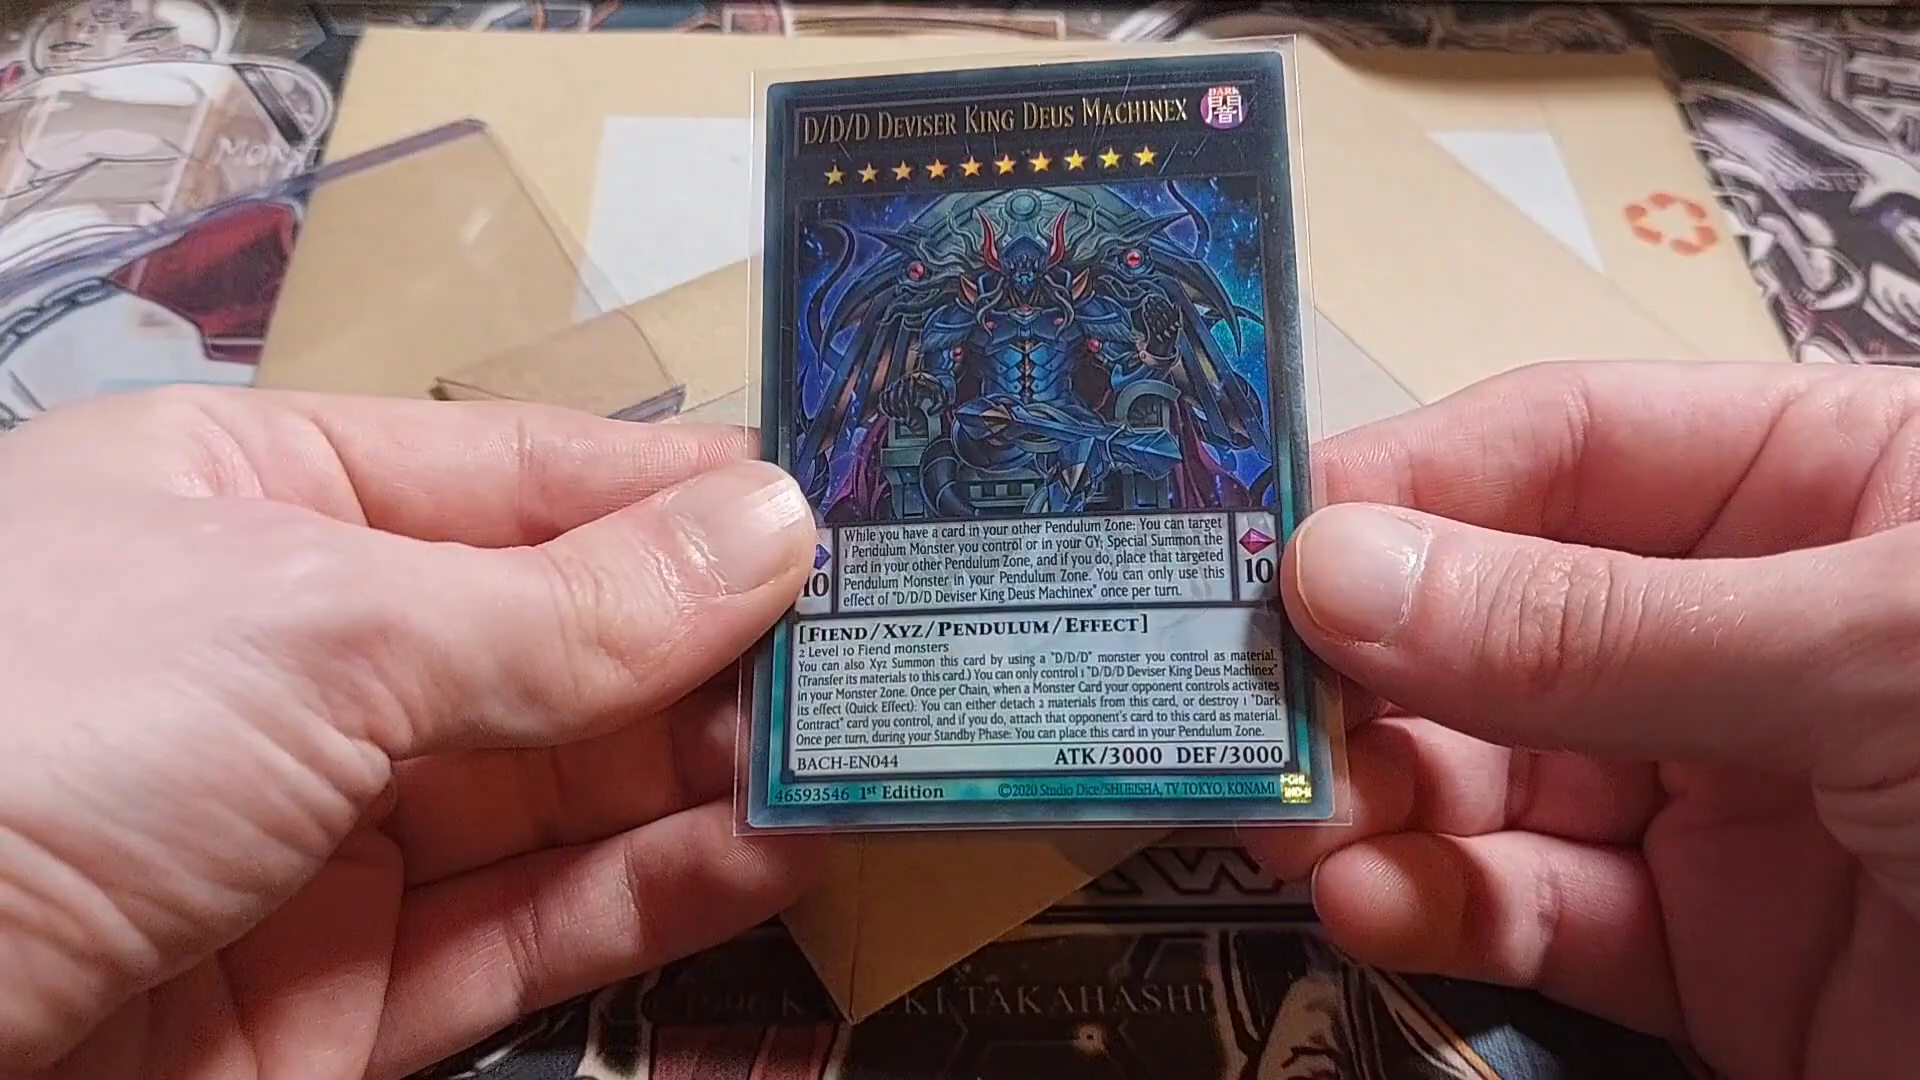 D/D/D DEVISER KING DEUS MACHINEX
DARK
闇
While you have a card in your other Pendulum Zone: You can target
1 Pendulum Monster you control or in your GY; Special Summon the
card in your other Pendulum Zone, and if you do, place that targeted
Pendulum Monster in your Pendulum Zone. You can only use this
effect of "D/D/D Deviser King Deus Machinex" once per turn.
10
10
[FIEND/XYZ/PENDULUM/EFFECT]
2 Level 10 Fiend monsters
You can also Xyz Summon this card by using a "D/D/D" monster you control as material.
(Transfer its materials to this card.) You can only control 1 "D/D/D Deviser King Deus Machinex"
in your Monster Zone. Once per Chain, when a Monster Card your opponent controls activates
its effect (Quick Effect): You can either detach 2 materials from this card, or destroy 1 "Dark
Contract" card you control, and if you do, attach that opponent's card to this card as material.
Once per turn, during your Standby Phase: You can place this card in your Pendulum Zone.
BACH-EN044 ATK/3000 DEF/3000
46593546 1st Edition ©2020 Studio Dice/SHUEISHA, TV TOKYO, KONAMI
TAKAHASHI